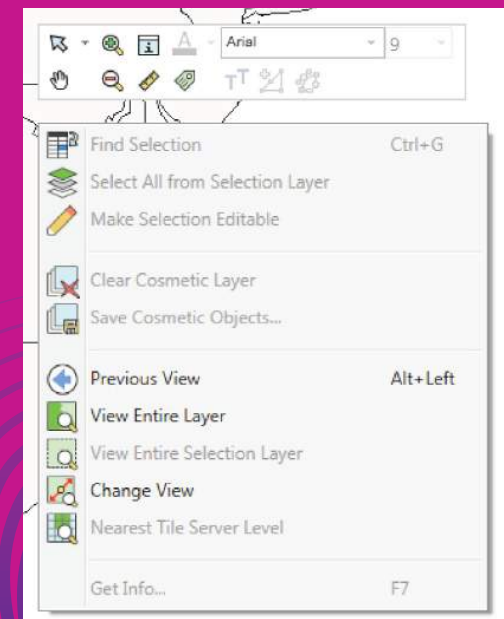 A Arial 9
TT
Find Selection Ctrl+G
Select All from Selection Layer
Make Selection Editable
Clear Cosmetic Layer
Save Cosmetic Objects...
Previous View Alt+Left
View Entire Layer
View Entire Selection Layer
Change View
Nearest Tile Server Level
Get Info... F7